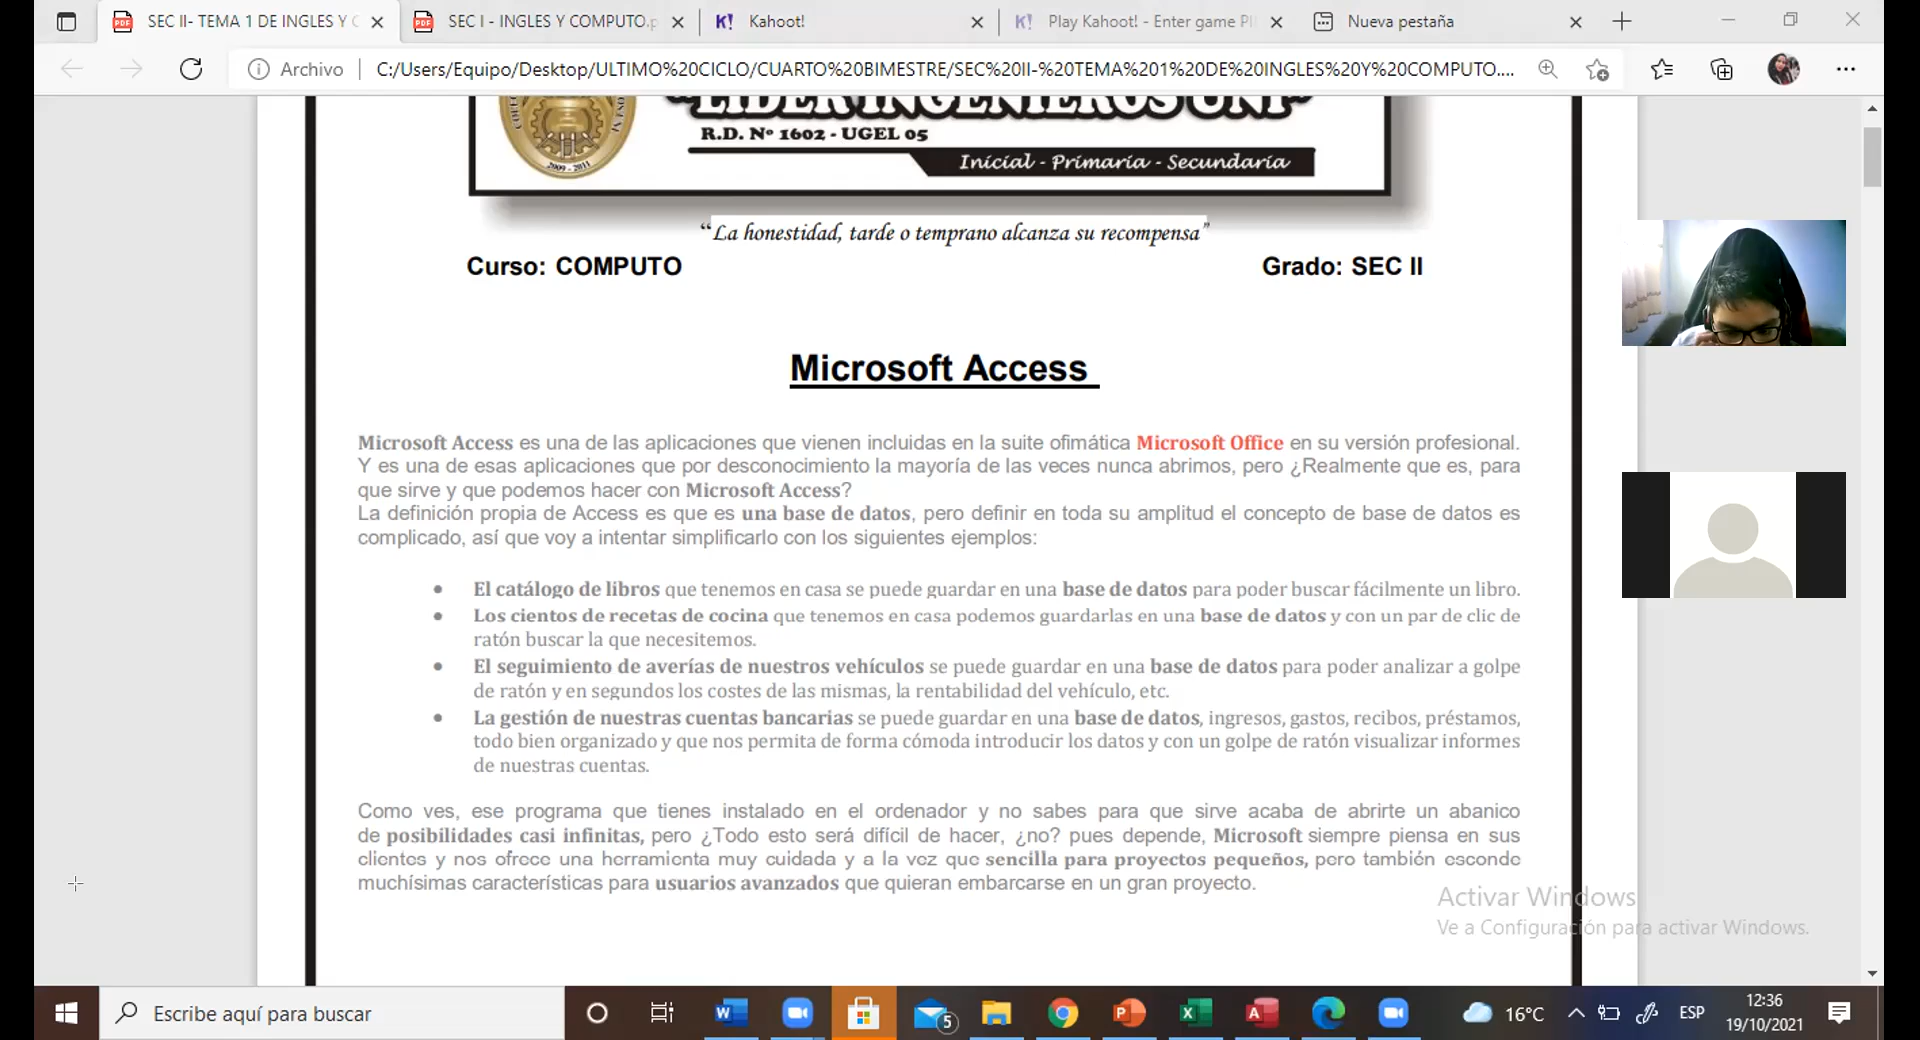 SEC II- TEMA 1 DE INGLES Y C
SEC I - INGLES Y COMPUTO.p
Kahoot!
Play Kahoot! - Enter game PI
Nueva pestaña
Archivo
C:/Users/Equipo/Desktop/ULTIMO%20CICLO/CUARTO%20BIMESTRE/SEC%20II-%20TEMA%201%20DE%20INGLES%20Y%20COMPUTO....
"LIDER INGENIEROS UNI"
R.D. Nº 1602 - UGEL 05
2009 - 2011
Inicial - Primaria - Secundaria
“La honestidad, tarde o temprano alcanza su recompensa”
Curso: COMPUTO
Grado: SEC II
Microsoft Access
Microsoft Access es una de las aplicaciones que vienen incluidas en la suite ofimática Microsoft Office en su versión profesional.
Y es una de esas aplicaciones que por desconocimiento la mayoría de las veces nunca abrimos, pero ¿Realmente que es, para
que sirve y que podemos hacer con Microsoft Access?
La definición propia de Access es que es una base de datos, pero definir en toda su amplitud el concepto de base de datos es
complicado, así que voy a intentar simplificarlo con los siguientes ejemplos:
• El catálogo de libros que tenemos en casa se puede guardar en una base de datos para poder buscar fácilmente un libro.
• Los cientos de recetas de cocina que tenemos en casa podemos guardarlas en una base de datos y con un par de clic de
ratón buscar la que necesitemos.
• El seguimiento de averías de nuestros vehículos se puede guardar en una base de datos para poder analizar a golpe
de ratón y en segundos los costes de las mismas, la rentabilidad del vehículo, etc.
• La gestión de nuestras cuentas bancarias se puede guardar en una base de datos, ingresos, gastos, recibos, préstamos,
todo bien organizado y que nos permita de forma cómoda introducir los datos y con un golpe de ratón visualizar informes
de nuestras cuentas.
Como ves, ese programa que tienes instalado en el ordenador y no sabes para que sirve acaba de abrirte un abanico
de posibilidades casi infinitas, pero ¿Todo esto será difícil de hacer, ¿no? pues depende, Microsoft siempre piensa en sus
clientes y nos ofrece una herramienta muy cuidada y a la vez que sencilla para proyectos pequeños, pero también esconde
muchísimas características para usuarios avanzados que quieran embarcarse en un gran proyecto.
Activar Windows
Ve a Configuración para activar Windows.
Escribe aquí para buscar
5
16°C
ESP
12:36
19/10/2021